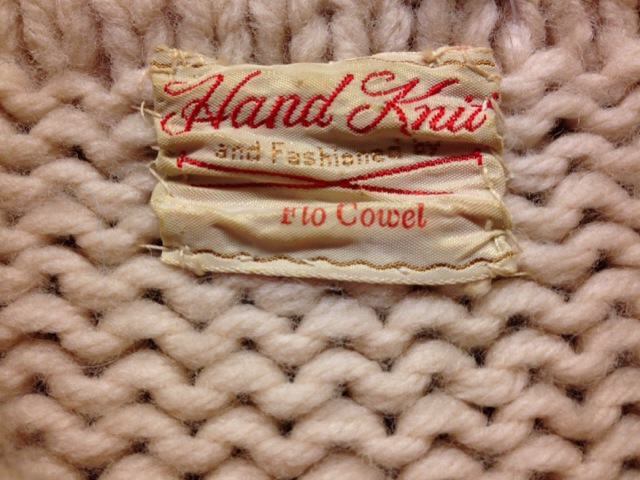 Hand Knit
and Fashioned by
Flo Cowel